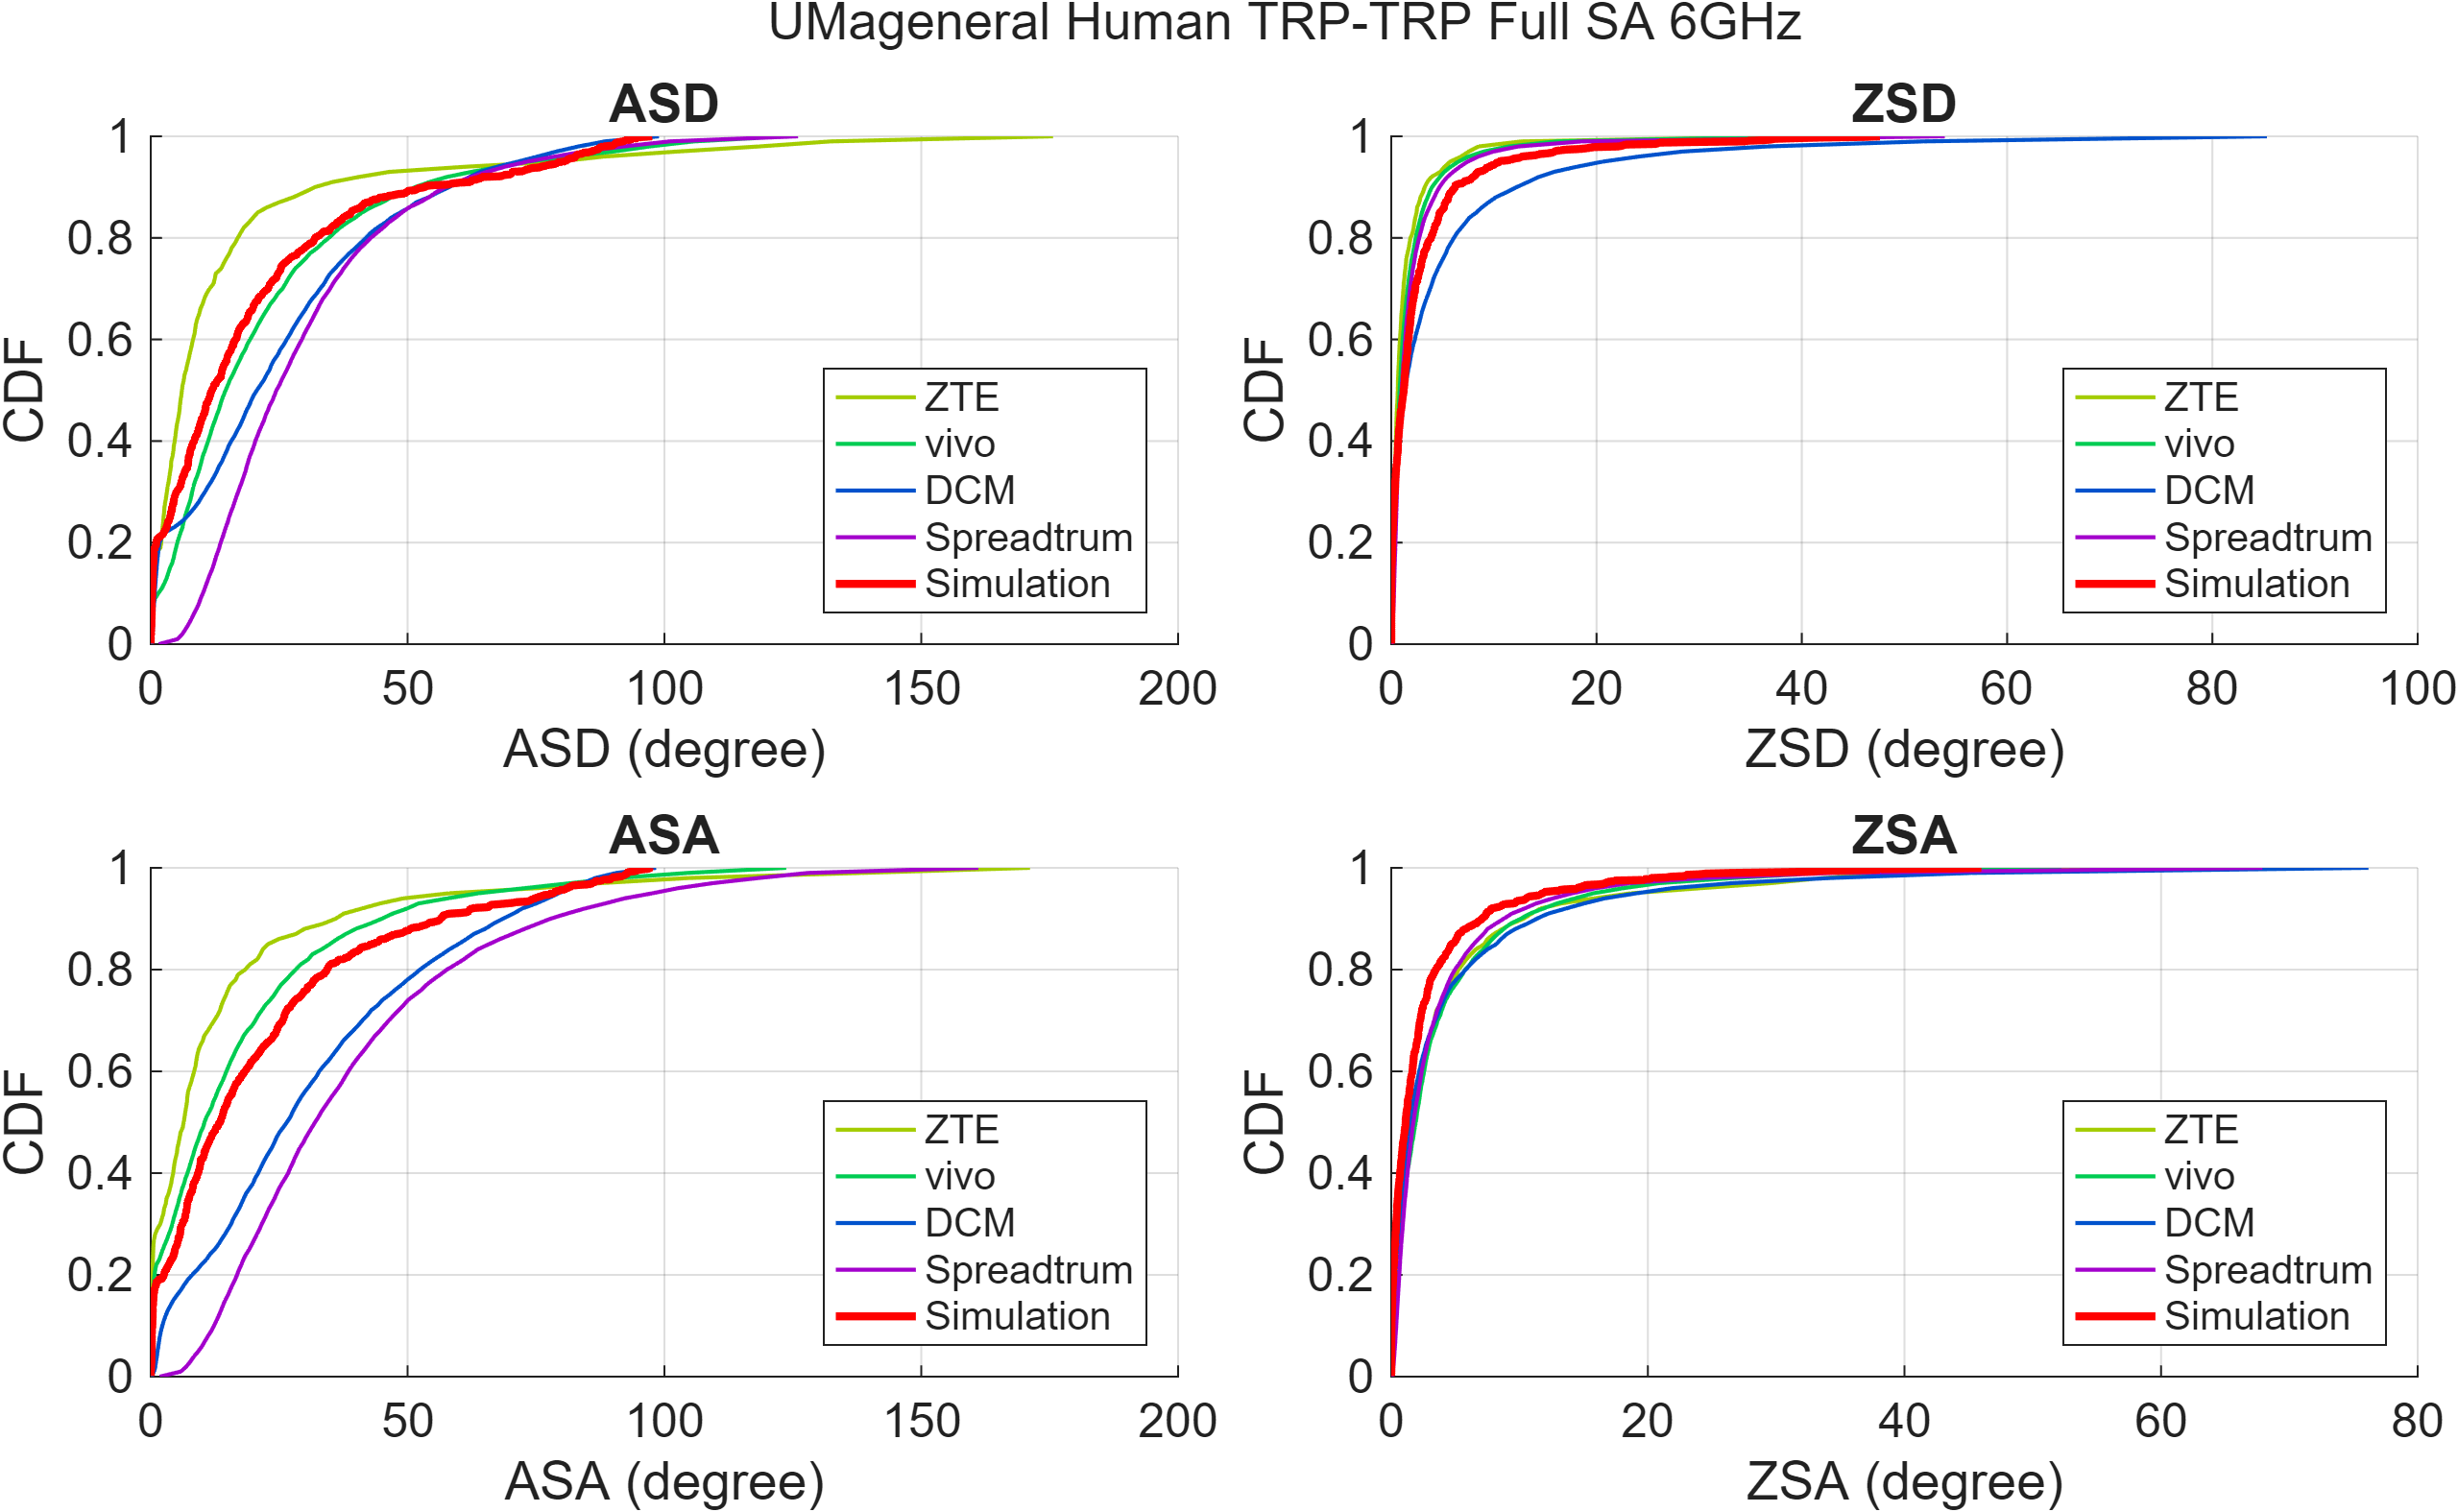 UMageneral Human TRP-TRP Full SA 6GHz
ASD
1
0.8
0.6
0.4
0.2
0
CDF
0 50 100 150 200
ASD (degree)
ZTE
vivo
DCM
Spreadtrum
Simulation
ZSD
1
0.8
0.6
0.4
0.2
0
CDF
0 20 40 60 80 100
ZSD (degree)
ZTE
vivo
DCM
Spreadtrum
Simulation
ASA
1
0.8
0.6
0.4
0.2
0
CDF
0 50 100 150 200
ASA (degree)
ZTE
vivo
DCM
Spreadtrum
Simulation
ZSA
1
0.8
0.6
0.4
0.2
0
CDF
0 20 40 60 80
ZSA (degree)
ZTE
vivo
DCM
Spreadtrum
Simulation